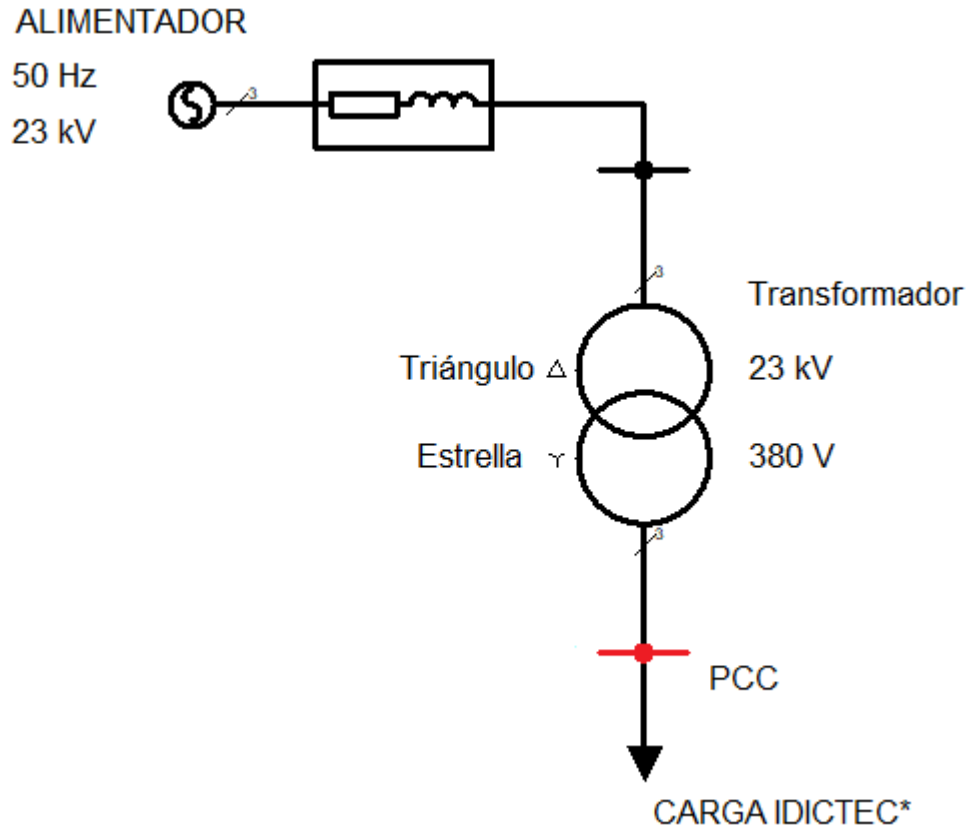 ALIMENTADOR
50 Hz
23 kV
3
3
Transformador
Triángulo
23 kV
Estrella
380 V
3
PCC
CARGA IDICTEC*